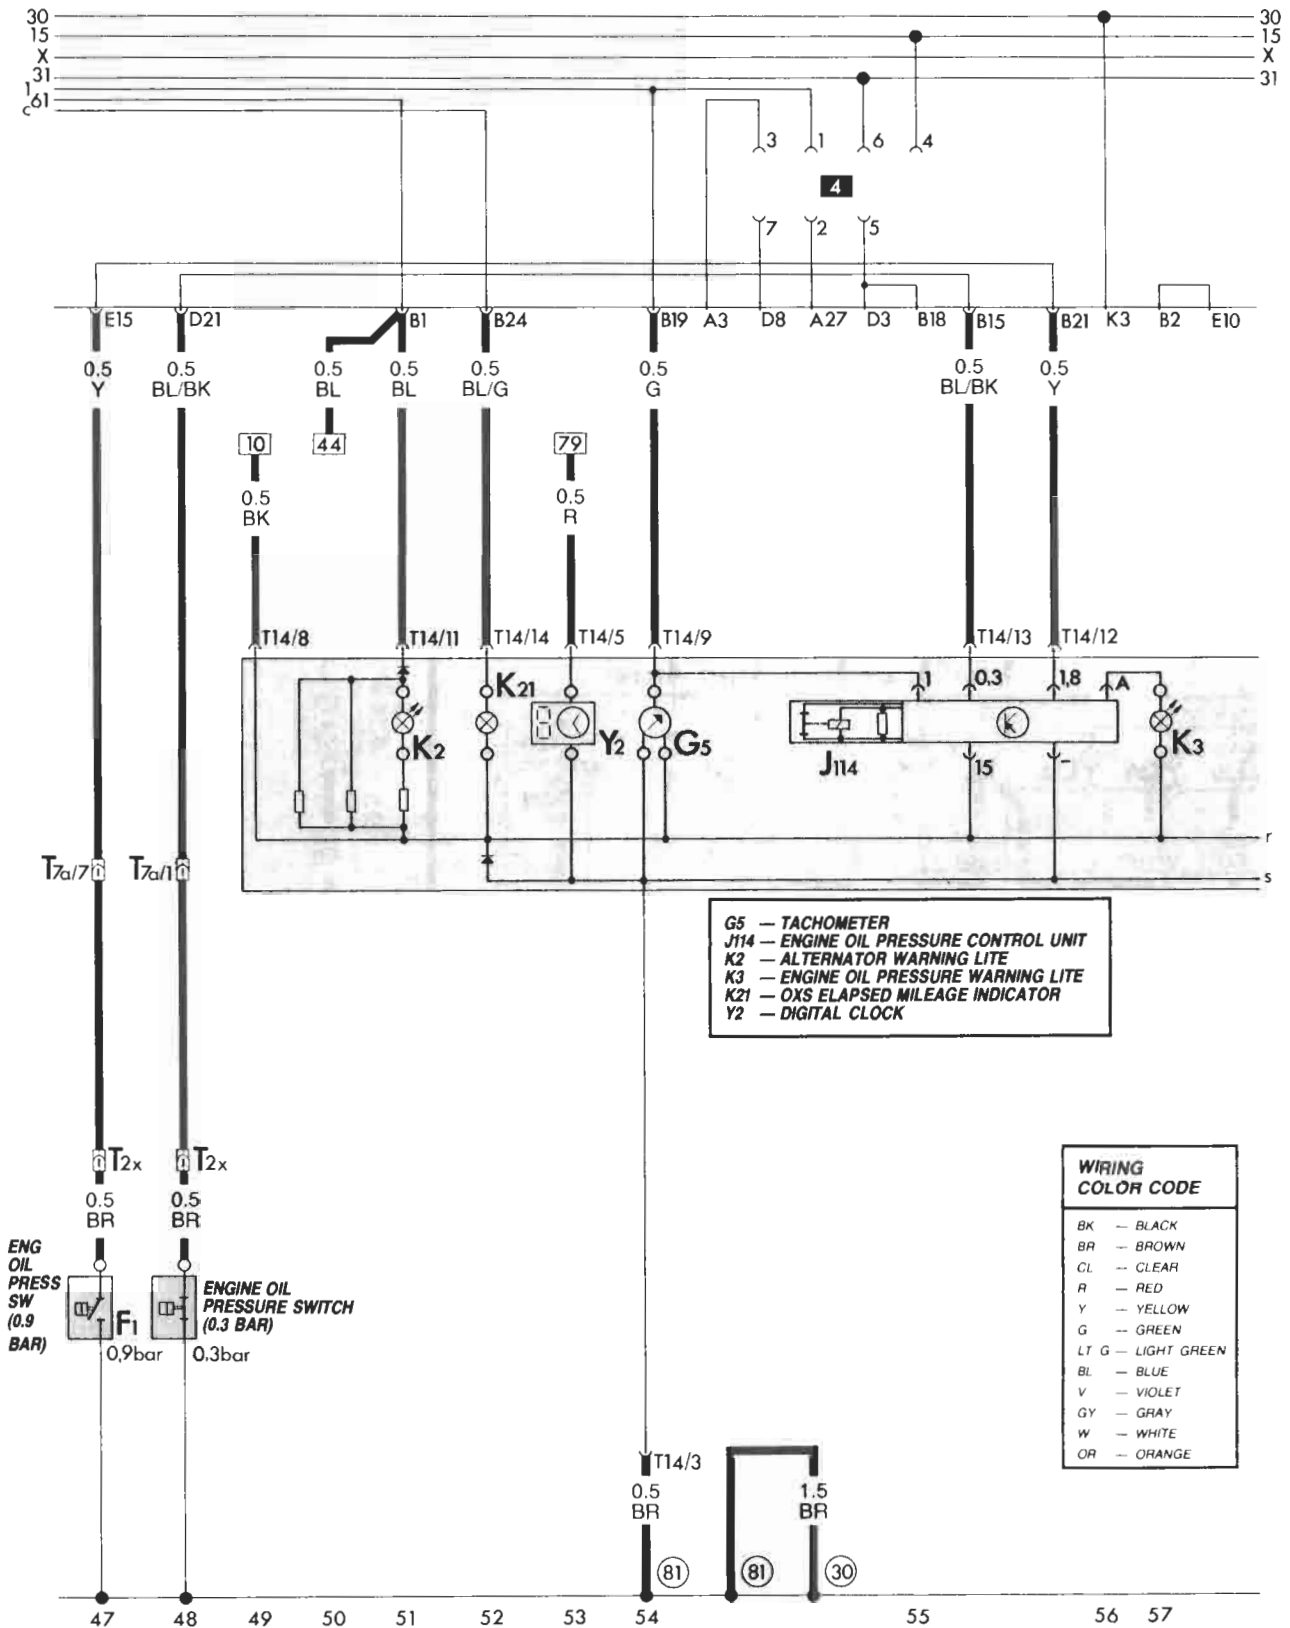 30 30
15 15
X X
31 31
1
61
c
3 1 6 4
4
7 2 5
E15 D21 B1 B24 B19 A3 D8 A27 D3 B18 B15 B21 K3 B2 E10
0.5 0.5 0.5 0.5 0.5 0.5 0.5 0.5
Y BL/BK BL BL BL/G G BL/BK Y
10 44 79
0.5 0.5
BK R
T14/8 T14/11 T14/14 T14/5 T14/9 T14/13 T14/12
K21 1 0.3 1,8 A
K2 Y2 G5 K K3
J114 15 -
r
T7a/7 T7a/1
s
G5 — TACHOMETER
J114 — ENGINE OIL PRESSURE CONTROL UNIT
K2 — ALTERNATOR WARNING LITE
K3 — ENGINE OIL PRESSURE WARNING LITE
K21 — OXS ELAPSED MILEAGE INDICATOR
Y2 — DIGITAL CLOCK
T2x T2x
0.5 0.5
BR BR
ENG
OIL
PRESS
SW
(0.9
BAR)
ENGINE OIL
PRESSURE SWITCH
(0.3 BAR)
F1
0,9bar 0.3bar
WIRING
COLOR CODE
BK — BLACK
BR — BROWN
CL — CLEAR
R — RED
Y — YELLOW
G — GREEN
LT G — LIGHT GREEN
BL — BLUE
V — VIOLET
GY — GRAY
W — WHITE
OR — ORANGE
T14/3
0.5 1.5
BR BR
81 81 30
47 48 49 50 51 52 53 54 55 56 57